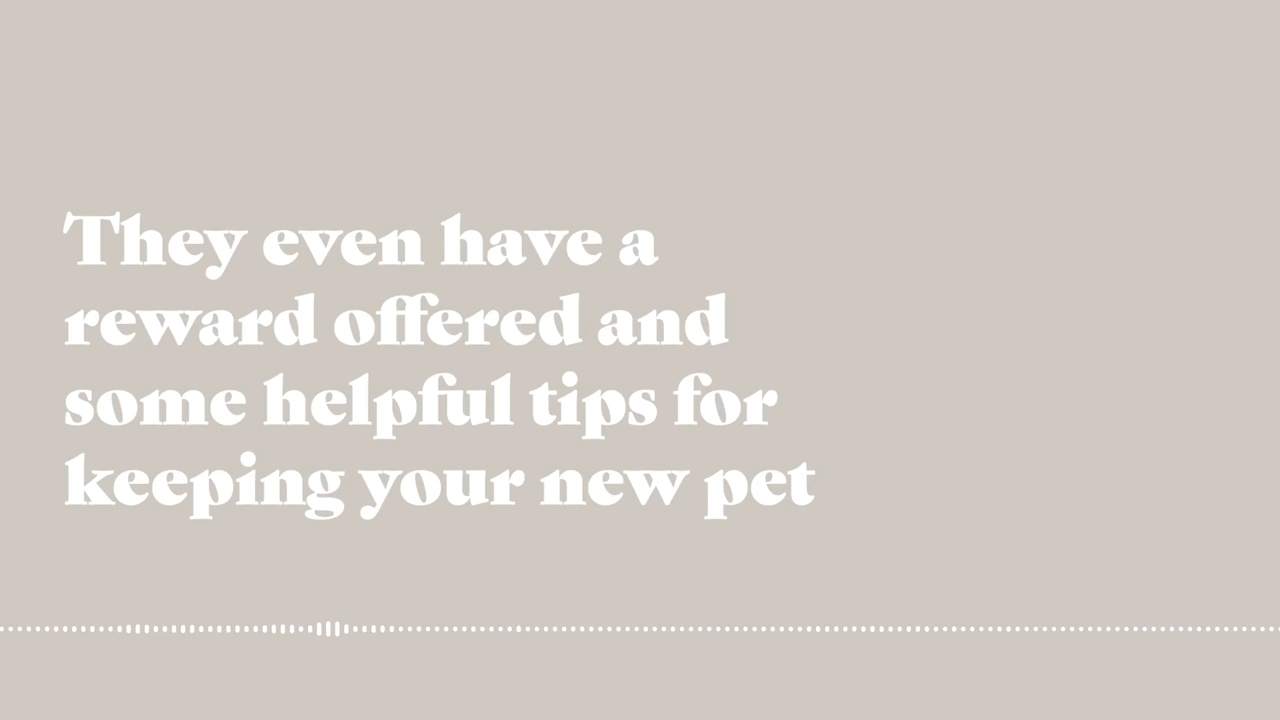 They even have a
reward offered and
some helpful tips for
keeping your new pet